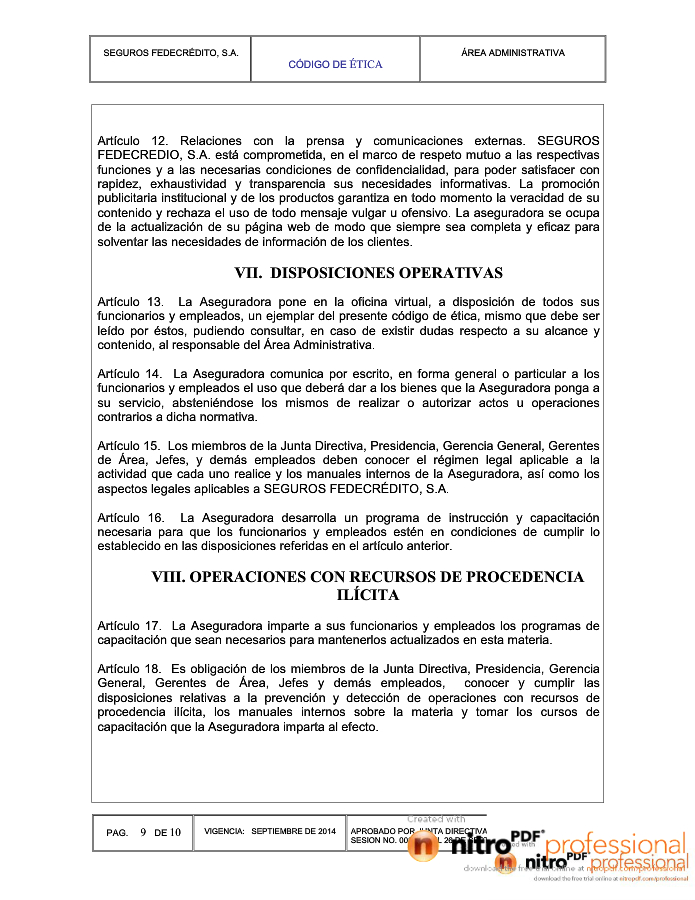 SEGUROS FEDECRÉDITO, S.A.
CÓDIGO DE ÉTICA
ÁREA ADMINISTRATIVA
Artículo 12. Relaciones con la prensa y comunicaciones externas. SEGUROS
FEDECREDIO, S.A. está comprometida, en el marco de respeto mutuo a las respectivas
funciones y a las necesarias condiciones de confidencialidad, para poder satisfacer con
rapidez, exhaustividad y transparencia sus necesidades informativas. La promoción
publicitaria institucional y de los productos garantiza en todo momento la veracidad de su
contenido y rechaza el uso de todo mensaje vulgar u ofensivo. La aseguradora se ocupa
de la actualización de su página web de modo que siempre sea completa y eficaz para
solventar las necesidades de información de los clientes.
VII. DISPOSICIONES OPERATIVAS
Artículo 13. La Aseguradora pone en la oficina virtual, a disposición de todos sus
funcionarios y empleados, un ejemplar del presente código de ética, mismo que debe ser
leído por éstos, pudiendo consultar, en caso de existir dudas respecto a su alcance y
contenido, al responsable del Área Administrativa.
Artículo 14. La Aseguradora comunica por escrito, en forma general o particular a los
funcionarios y empleados el uso que deberá dar a los bienes que la Aseguradora ponga a
su servicio, absteniéndose los mismos de realizar o autorizar actos u operaciones
contrarios a dicha normativa.
Artículo 15. Los miembros de la Junta Directiva, Presidencia, Gerencia General, Gerentes
de Área, Jefes, y demás empleados deben conocer el régimen legal aplicable a la
actividad que cada uno realice y los manuales internos de la Aseguradora, así como los
aspectos legales aplicables a SEGUROS FEDECRÉDITO, S.A.
Artículo 16. La Aseguradora desarrolla un programa de instrucción y capacitación
necesaria para que los funcionarios y empleados estén en condiciones de cumplir lo
establecido en las disposiciones referidas en el artículo anterior.
VIII. OPERACIONES CON RECURSOS DE PROCEDENCIA
ILÍCITA
Artículo 17. La Aseguradora imparte a sus funcionarios y empleados los programas de
capacitación que sean necesarios para mantenerlos actualizados en esta materia.
Artículo 18. Es obligación de los miembros de la Junta Directiva, Presidencia, Gerencia
General, Gerentes de Área, Jefes y demás empleados, conocer y cumplir las
disposiciones relativas a la prevención y detección de operaciones con recursos de
procedencia ilícita, los manuales internos sobre la materia y tomar los cursos de
capacitación que la Aseguradora imparta al efecto.
PAG. 9 DE 10
VIGENCIA: SEPTIEMBRE DE 2014
APROBADO POR JUNTA DIRECTIVA
SESION NO.
Created with
nitroPDF professional
download the free trial online at nitropdf.com/professional
nitroPDF professional
download the free trial online at nitropdf.com/professional